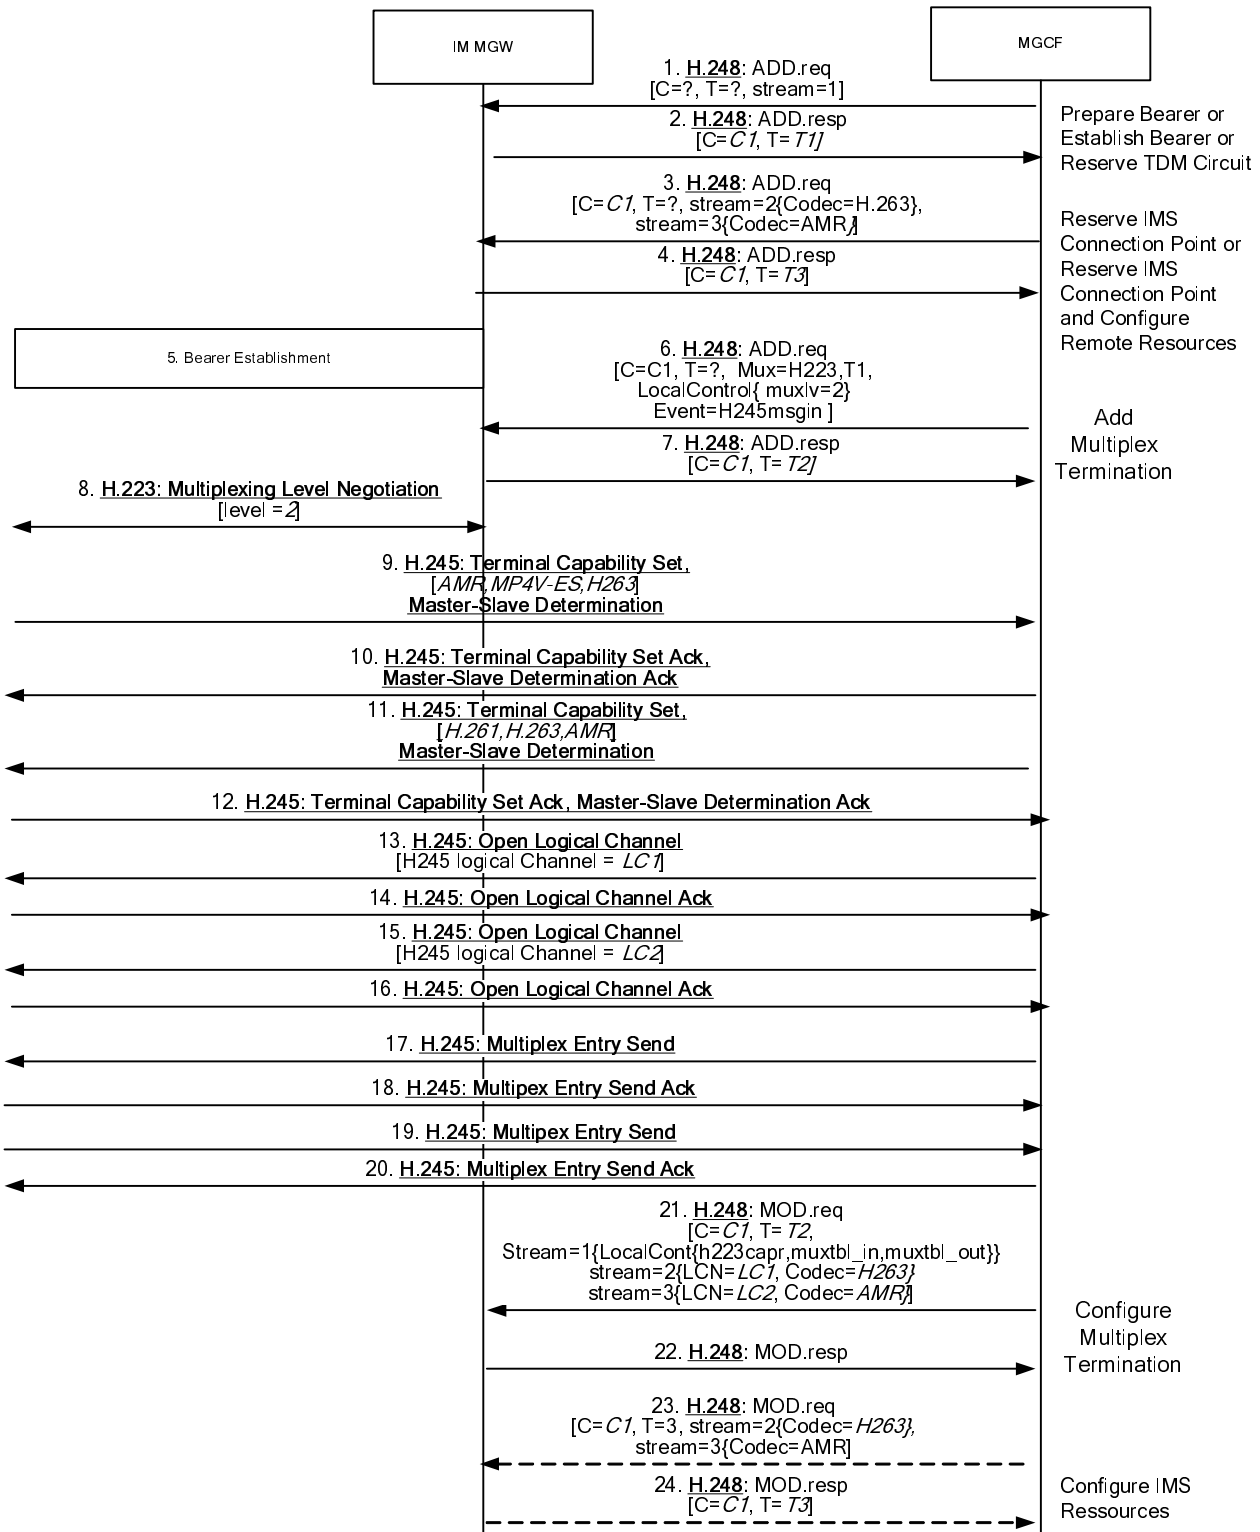 IM MGW
MGCF
1. H.248: ADD.req
[C=?, T=?, stream=1]
2. H.248: ADD.resp
[C=C1, T=T1]
Prepare Bearer or
Establish Bearer or
Reserve TDM Circuit
3. H.248: ADD.req
[C=C1, T=?, stream=2{Codec=H.263},
stream=3{Codec=AMR}]
4. H.248: ADD.resp
[C=C1, T=T3]
Reserve IMS
Connection Point or
Reserve IMS
Connection Point
and Configure
Remote Resources
5. Bearer Establishment
6. H.248: ADD.req
[C=C1, T=?, Mux=H223,T1,
LocalControl{ muxlv=2}
Event=H245msgin ]
7. H.248: ADD.resp
[C=C1, T=T2]
Add
Multiplex
Termination
8. H.223: Multiplexing Level Negotiation
[level =2]
9. H.245: Terminal Capability Set,
[AMR,MP4V-ES,H263]
Master-Slave Determination
10. H.245: Terminal Capability Set Ack,
Master-Slave Determination Ack
11. H.245: Terminal Capability Set,
[H.261,H.263,AMR]
Master-Slave Determination
12. H.245: Terminal Capability Set Ack, Master-Slave Determination Ack
13. H.245: Open Logical Channel
[H245 logical Channel = LC1]
14. H.245: Open Logical Channel Ack
15. H.245: Open Logical Channel
[H245 logical Channel = LC2]
16. H.245: Open Logical Channel Ack
17. H.245: Multiplex Entry Send
18. H.245: Multipex Entry Send Ack
19. H.245: Multipex Entry Send
20. H.245: Multiplex Entry Send Ack
21. H.248: MOD.req
[C=C1, T=T2,
Stream=1{LocalCont{h223capr,muxtbl_in,muxtbl_out}}
stream=2{LCN=LC1, Codec=H263}
stream=3{LCN=LC2, Codec=AMR}]
22. H.248: MOD.resp
Configure
Multiplex
Termination
23. H.248: MOD.req
[C=C1, T=3, stream=2{Codec=H263},
stream=3{Codec=AMR]
24. H.248: MOD.resp
[C=C1, T=T3]
Configure IMS
Ressources